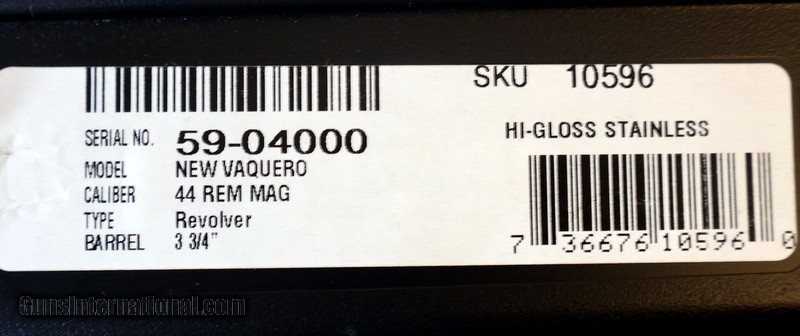 SKU 10596
SERIAL NO. 59-04000
HI-GLOSS STAINLESS
MODEL NEW VAQUERO
CALIBER 44 REM MAG
TYPE Revolver
BARREL 3 3/4"
7 36676 10596 0
GunsInternational.com